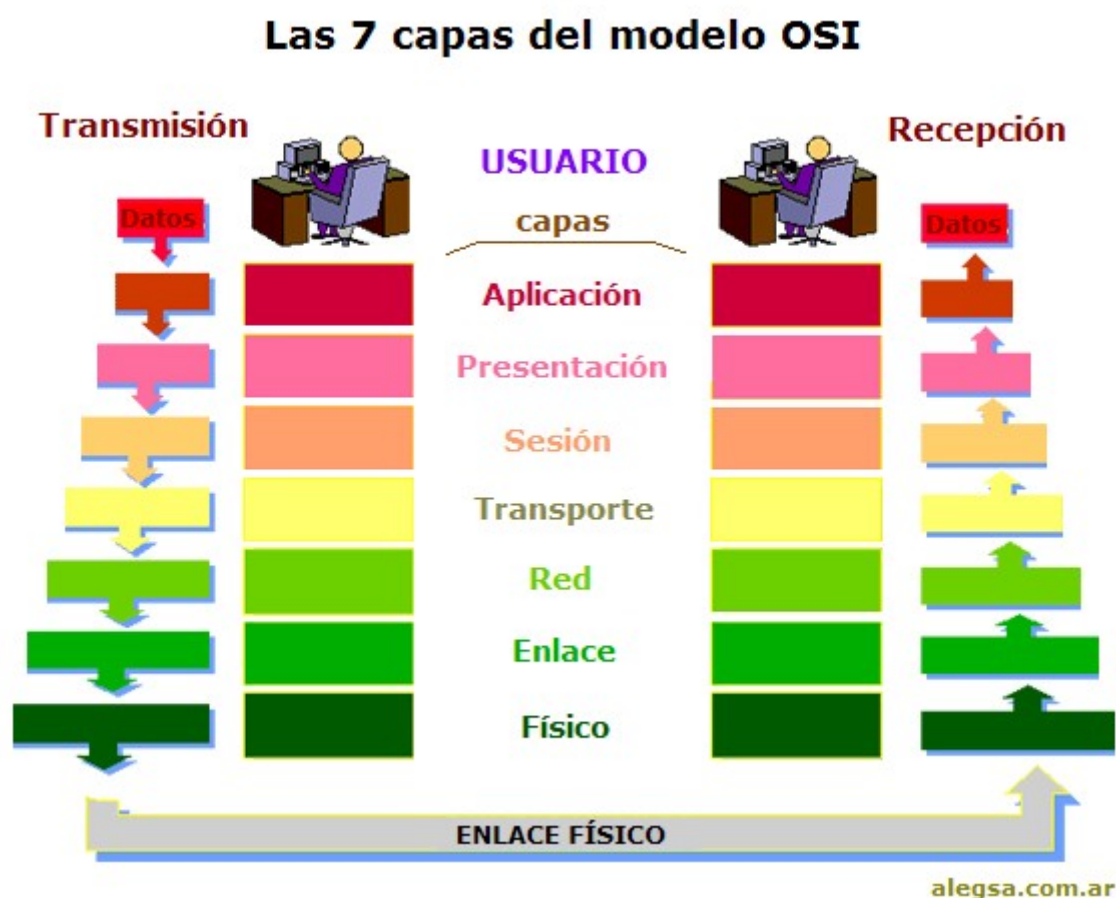 Las 7 capas del modelo OSI
Transmisión
Recepción
USUARIO
capas
Datos
Datos
Aplicación
Presentación
Sesión
Transporte
Red
Enlace
Físico
ENLACE FÍSICO
alegsa.com.ar